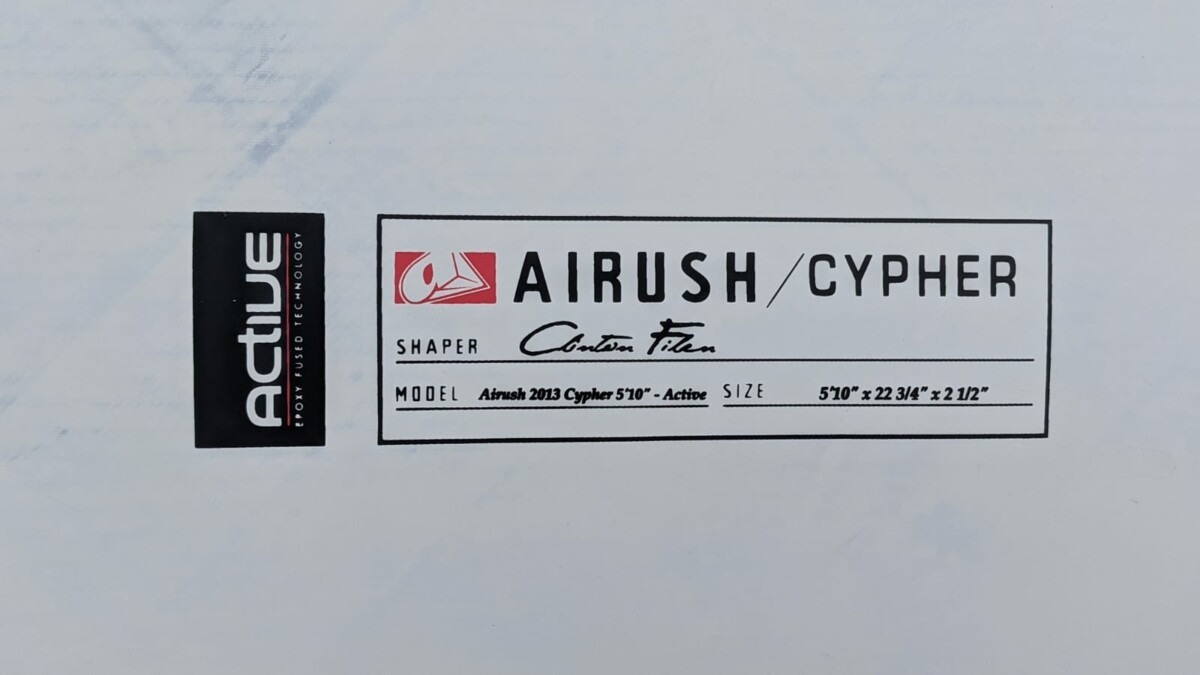 ACTIVE
EPOXY FUSED TECHNOLOGY
AIRUSH/CYPHER
SHAPER Clinton Filen
MODEL Airush 2013 Cypher 5'10" - Active SIZE 5'10" x 22 3/4" x 2 1/2"